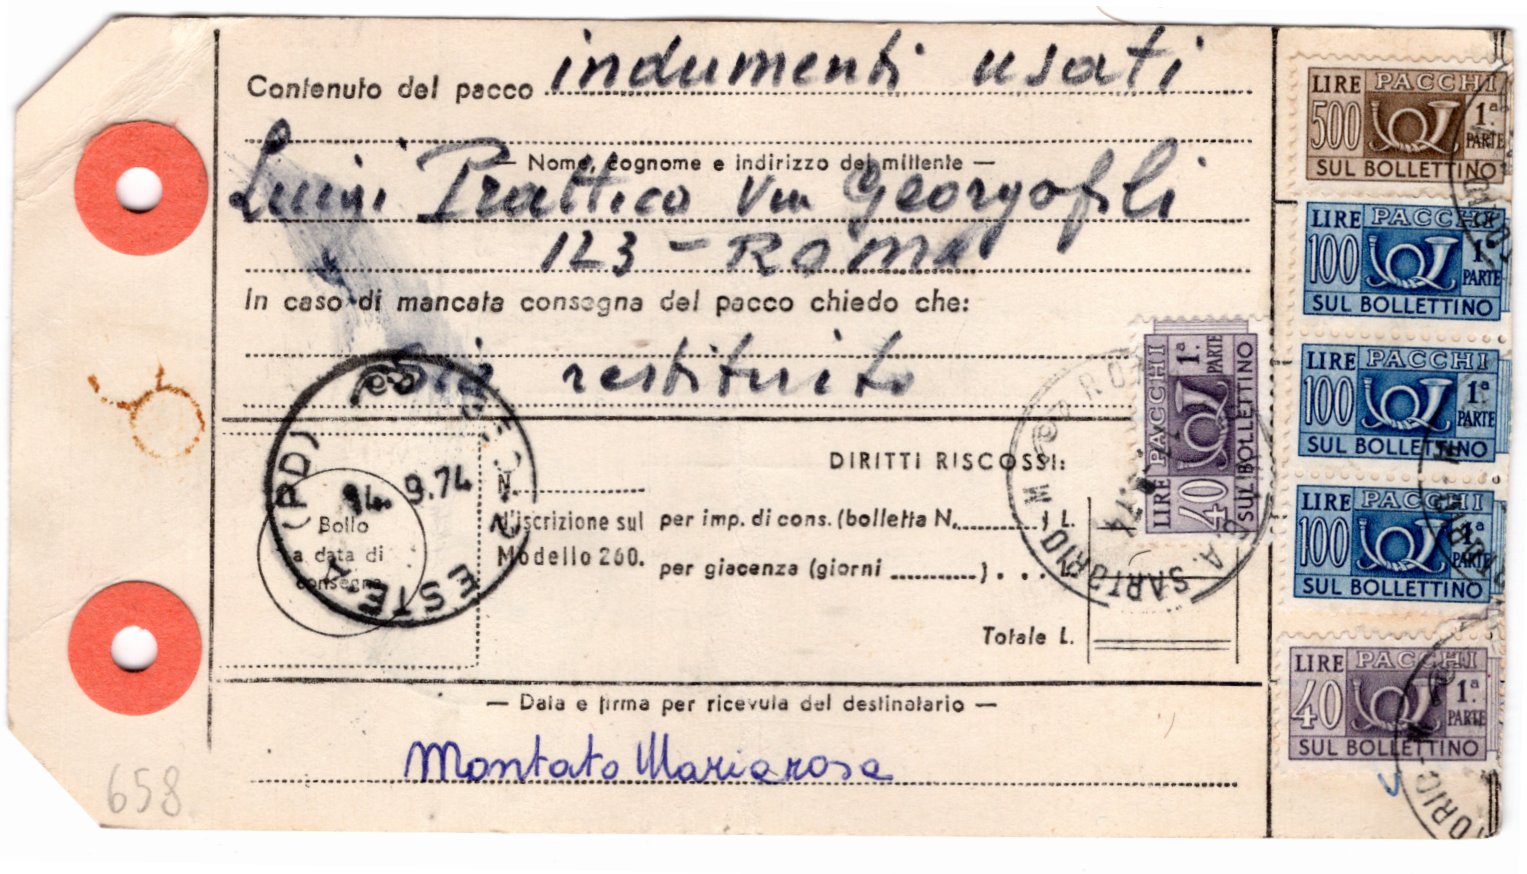 Contenuto del pacco indumenti usati
— Nome, cognome e indirizzo del mittente —
Luini Prattico Via Georgofili
123 - Roma
In caso di mancata consegna del pacco chiedo che:
sia restituito
DIRITTI RISCOSSI:
N.
d'iscrizione sul
Modello 260.
per imp. di cons. (bolletta N. ) L.
per giacenza (giorni ) . . .
Totale L.
Bollo
a data di
consegna
(PD) ESTE
14.9.74
— Data e firma per ricevuta del destinatario —
Montato Mariarosa
658
LIRE PACCHI
500 1ª PARTE
SUL BOLLETTINO
LIRE PACCHI
100 1ª PARTE
SUL BOLLETTINO
LIRE PACCHI
100 1ª PARTE
SUL BOLLETTINO
LIRE PACCHI
100 1ª PARTE
SUL BOLLETTINO
LIRE PACCHI
40 1ª PARTE
SUL BOLLETTINO
LIRE PACCHI
40 1ª PARTE
SUL BOLLETTINO
A. SARTORIO